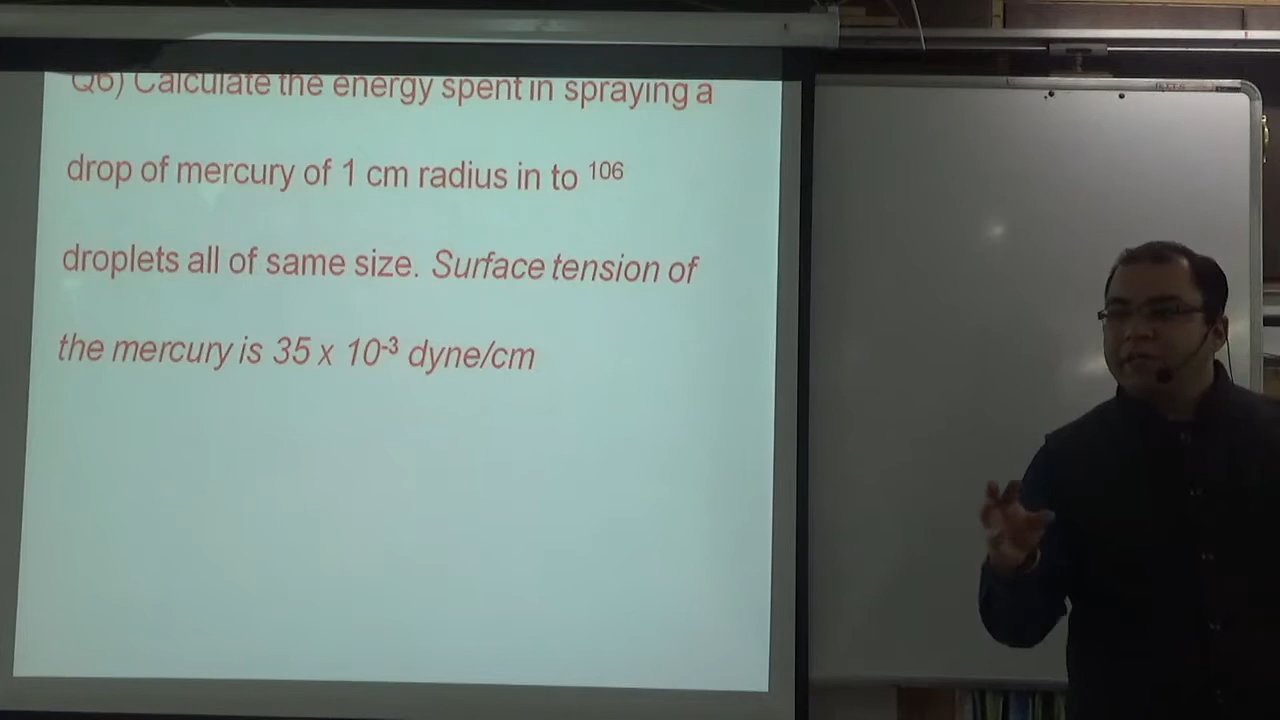 Q6) Calculate the energy spent in spraying a
drop of mercury of 1 cm radius in to 106
droplets all of same size. Surface tension of
the mercury is 35 x 10-3 dyne/cm